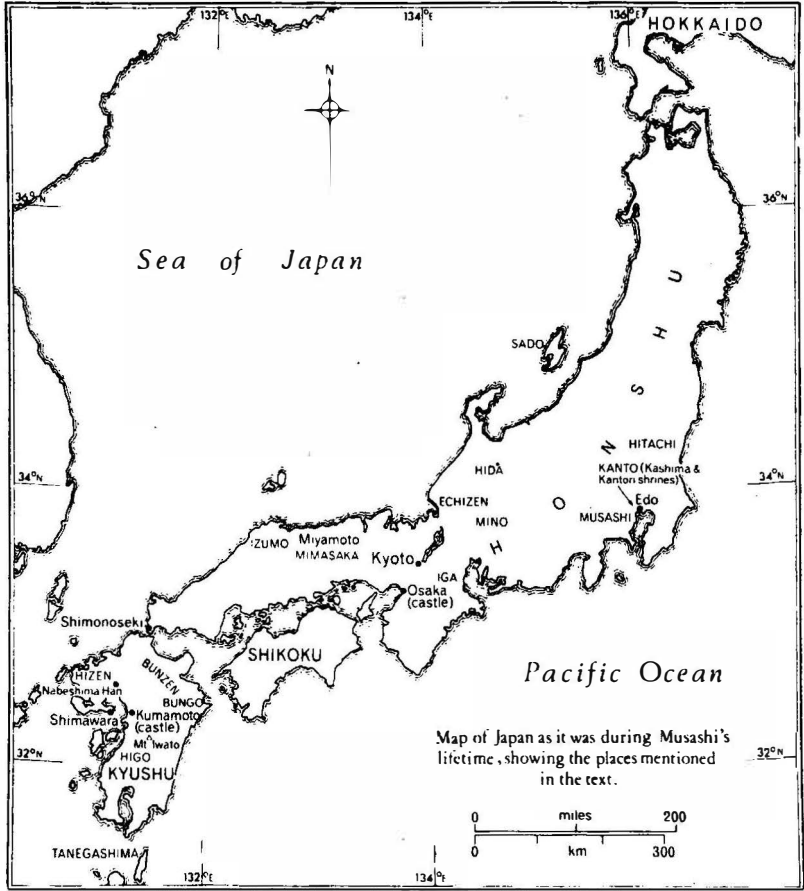 132°E
134°E
136°E
HOKKAIDO
N
36°N
36°N
Sea of Japan
SADO
HONSHU
HITACHI
HIDA
KANTO (Kashima &
Kantori shrines)
34°N
34°N
ECHIZEN
Edo
MINO
MUSASHI
IZUMO
Miyamoto
MIMASAKA
Kyoto
IGA
Osaka
(castle)
Shimonoseki
SHIKOKU
BUNZEN
HIZEN
Nabeshima Han
BUNGO
Shimawara
Kumamoto
(castle)
Mt Iwato
HIGO
KYUSHU
Pacific Ocean
32°N
32°N
Map of Japan as it was during Musashi's
lifetime, showing the places mentioned
in the text.
0 miles 200
0 km 300
TANEGASHIMA
132°E
134°E